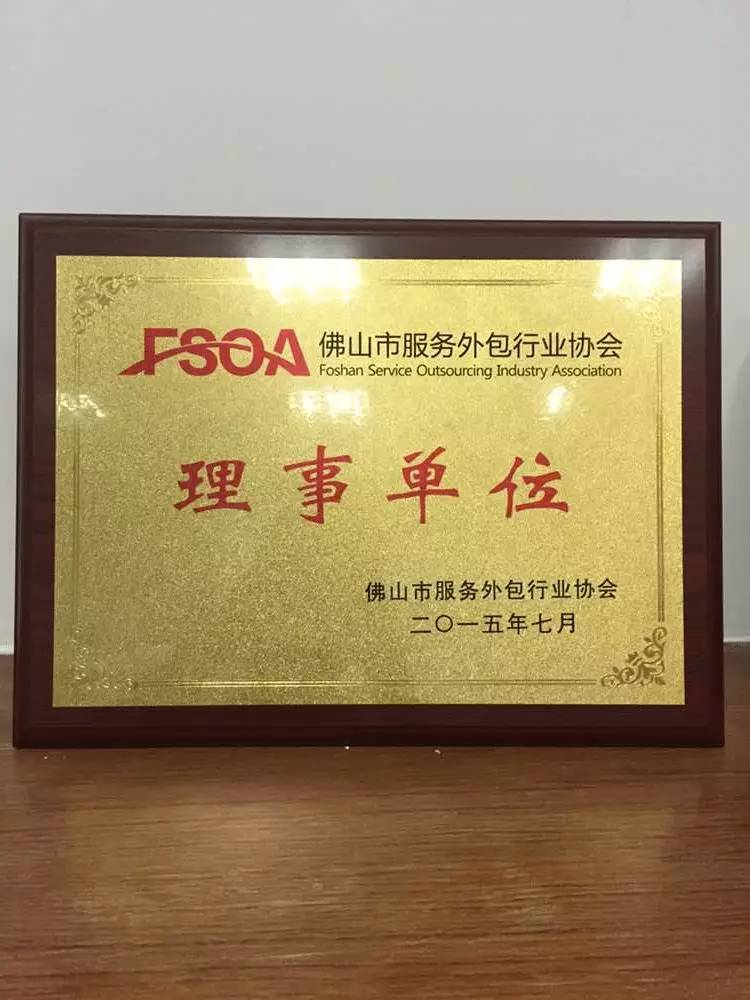 FSOA 佛山市服务外包行业协会
Foshan Service Outsourcing Industry Association
理事单位
佛山市服务外包行业协会
二〇一五年七月